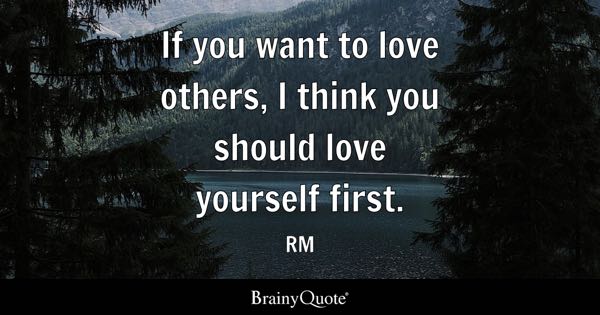 If you want to love
others, I think you
should love
yourself first.
RM
BrainyQuote®